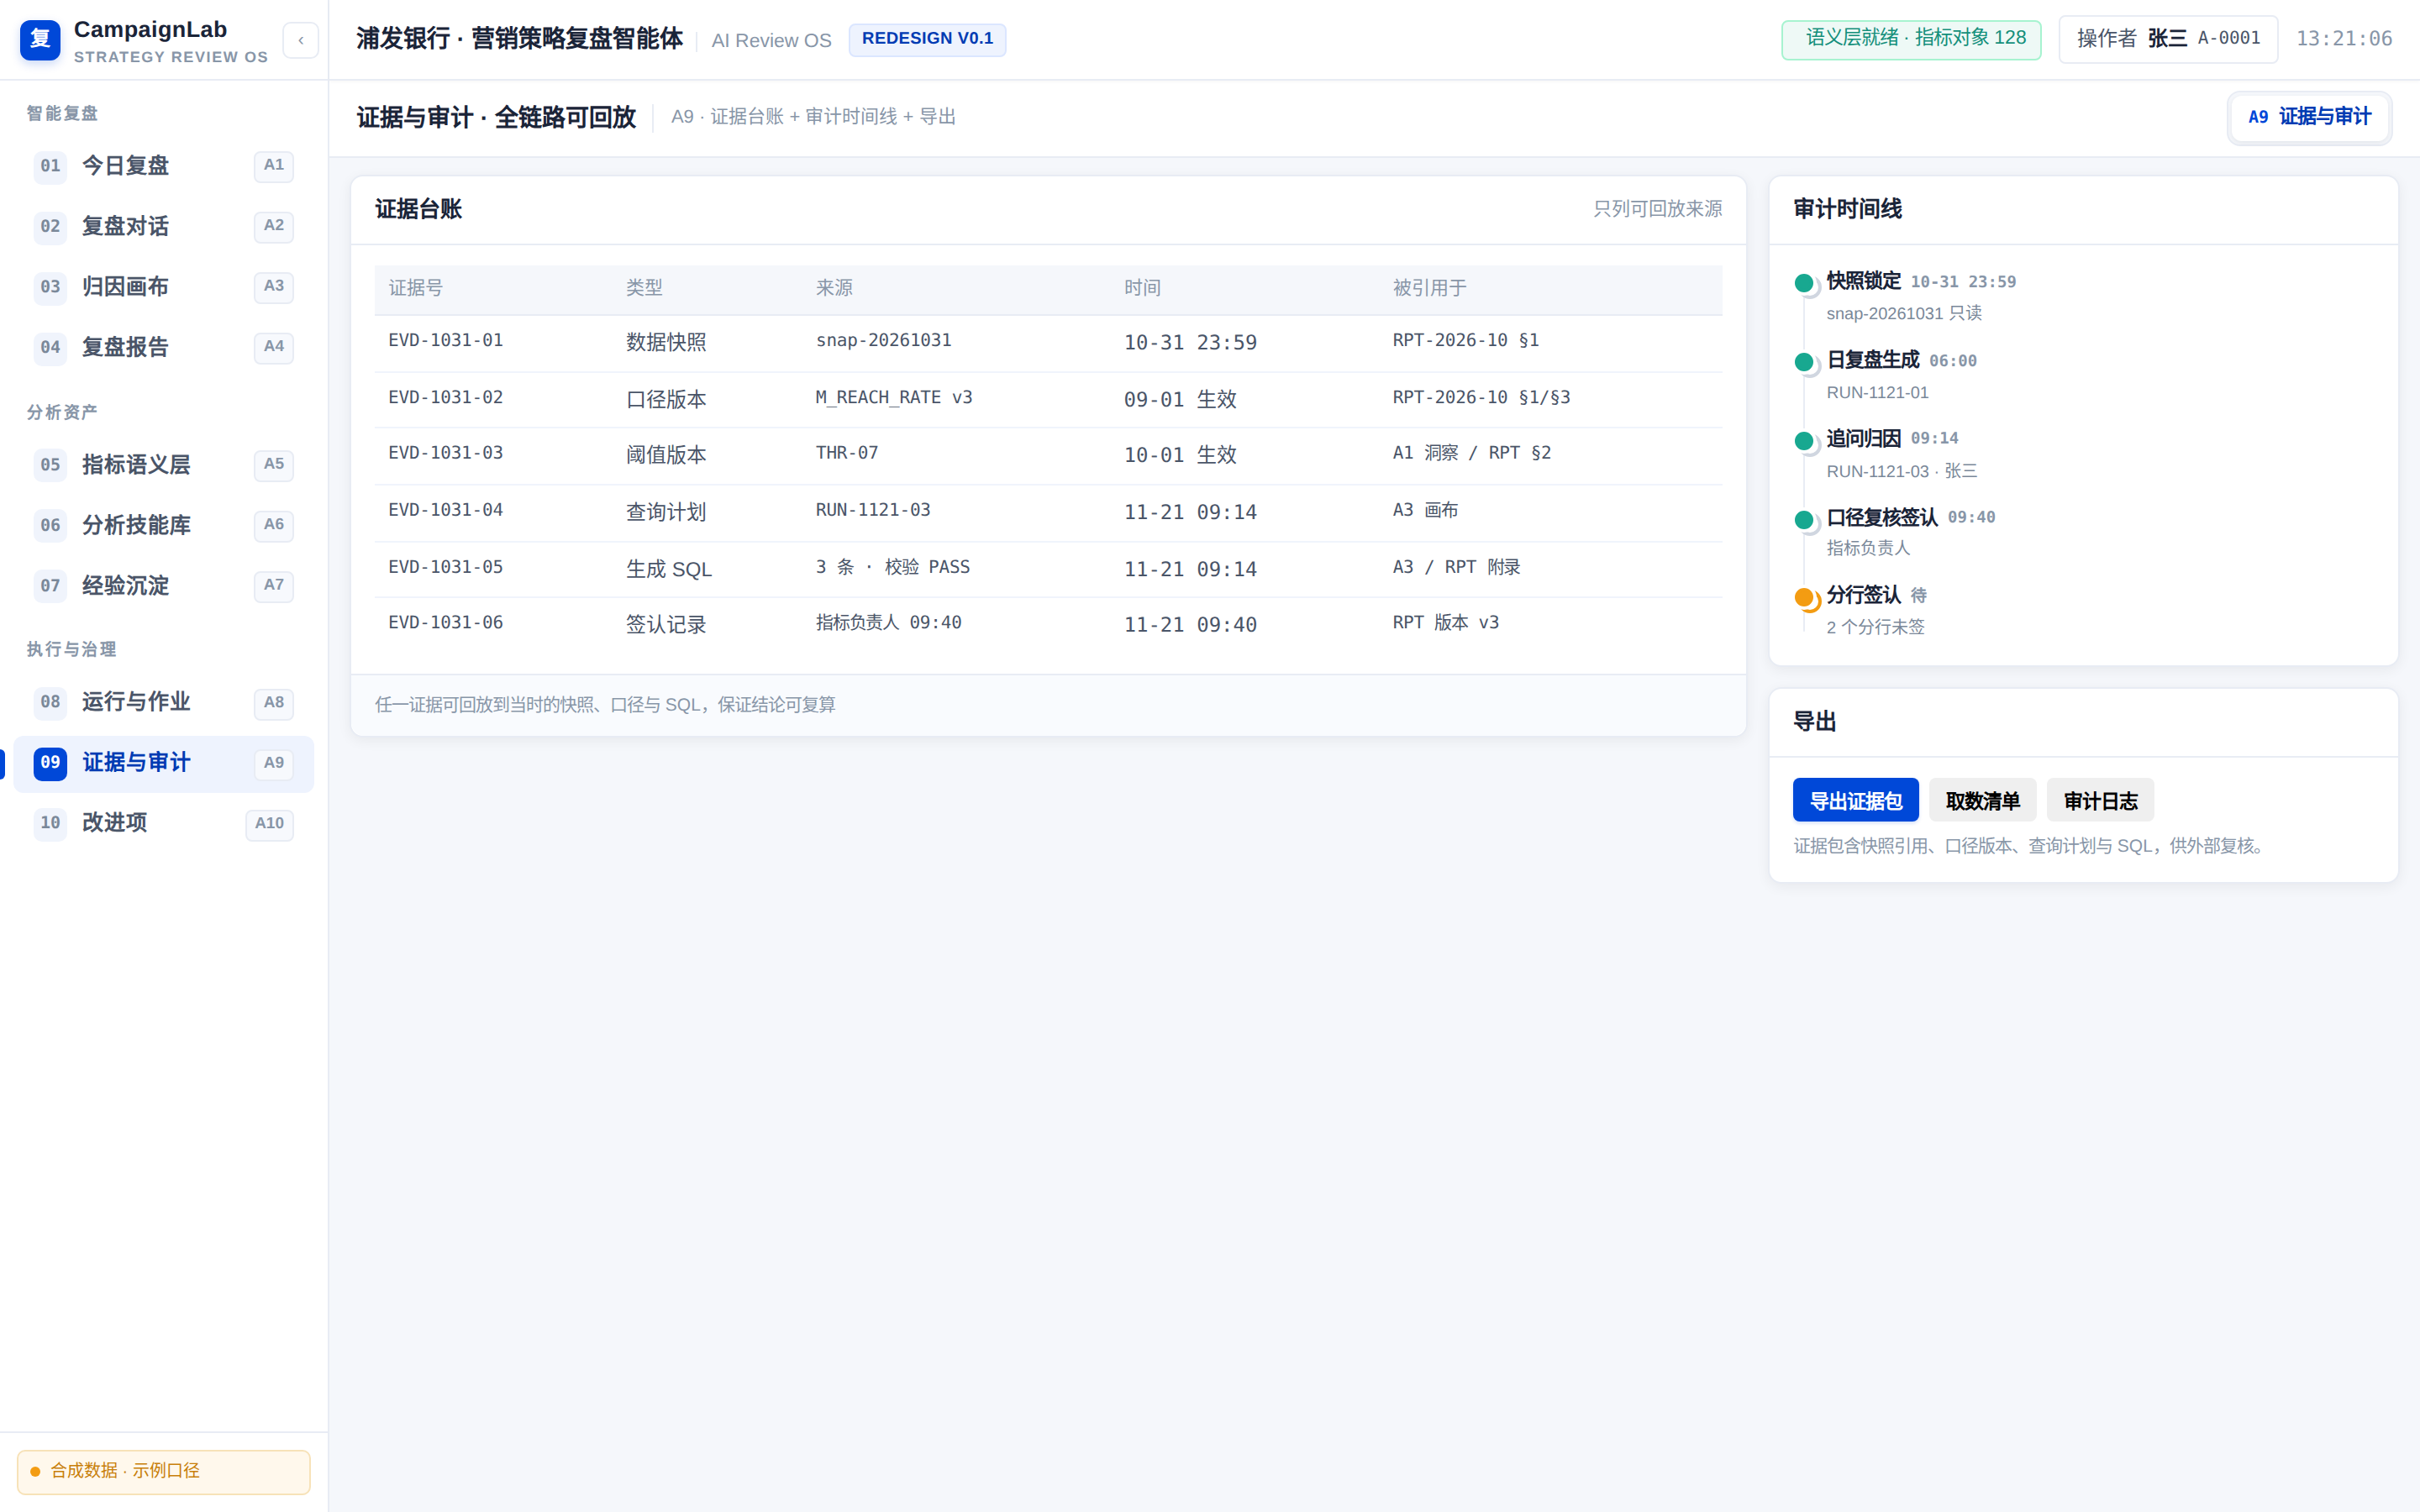 复
CampaignLab
STRATEGY REVIEW OS
‹
智能复盘
01 今日复盘 A1
02 复盘对话 A2
03 归因画布 A3
04 复盘报告 A4
分析资产
05 指标语义层 A5
06 分析技能库 A6
07 经验沉淀 A7
执行与治理
08 运行与作业 A8
09 证据与审计 A9
10 改进项 A10
合成数据 · 示例口径
浦发银行 · 营销策略复盘智能体 AI Review OS REDESIGN V0.1
语义层就绪 · 指标对象 128 操作者 张三 A-0001 13:21:06
证据与审计 · 全链路可回放 A9 · 证据台账 + 审计时间线 + 导出 A9 证据与审计
证据台账 只列可回放来源
证据号 类型 来源 时间 被引用于
EVD-1031-01 数据快照 snap-20261031 10-31 23:59 RPT-2026-10 §1
EVD-1031-02 口径版本 M_REACH_RATE v3 09-01 生效 RPT-2026-10 §1/§3
EVD-1031-03 阈值版本 THR-07 10-01 生效 A1 洞察 / RPT §2
EVD-1031-04 查询计划 RUN-1121-03 11-21 09:14 A3 画布
EVD-1031-05 生成 SQL 3 条 · 校验 PASS 11-21 09:14 A3 / RPT 附录
EVD-1031-06 签认记录 指标负责人 09:40 11-21 09:40 RPT 版本 v3
任一证据可回放到当时的快照、口径与 SQL，保证结论可复算
审计时间线
快照锁定 10-31 23:59
snap-20261031 只读
日复盘生成 06:00
RUN-1121-01
追问归因 09:14
RUN-1121-03 · 张三
口径复核签认 09:40
指标负责人
分行签认 待
2 个分行未签
导出
导出证据包 取数清单 审计日志
证据包含快照引用、口径版本、查询计划与 SQL，供外部复核。